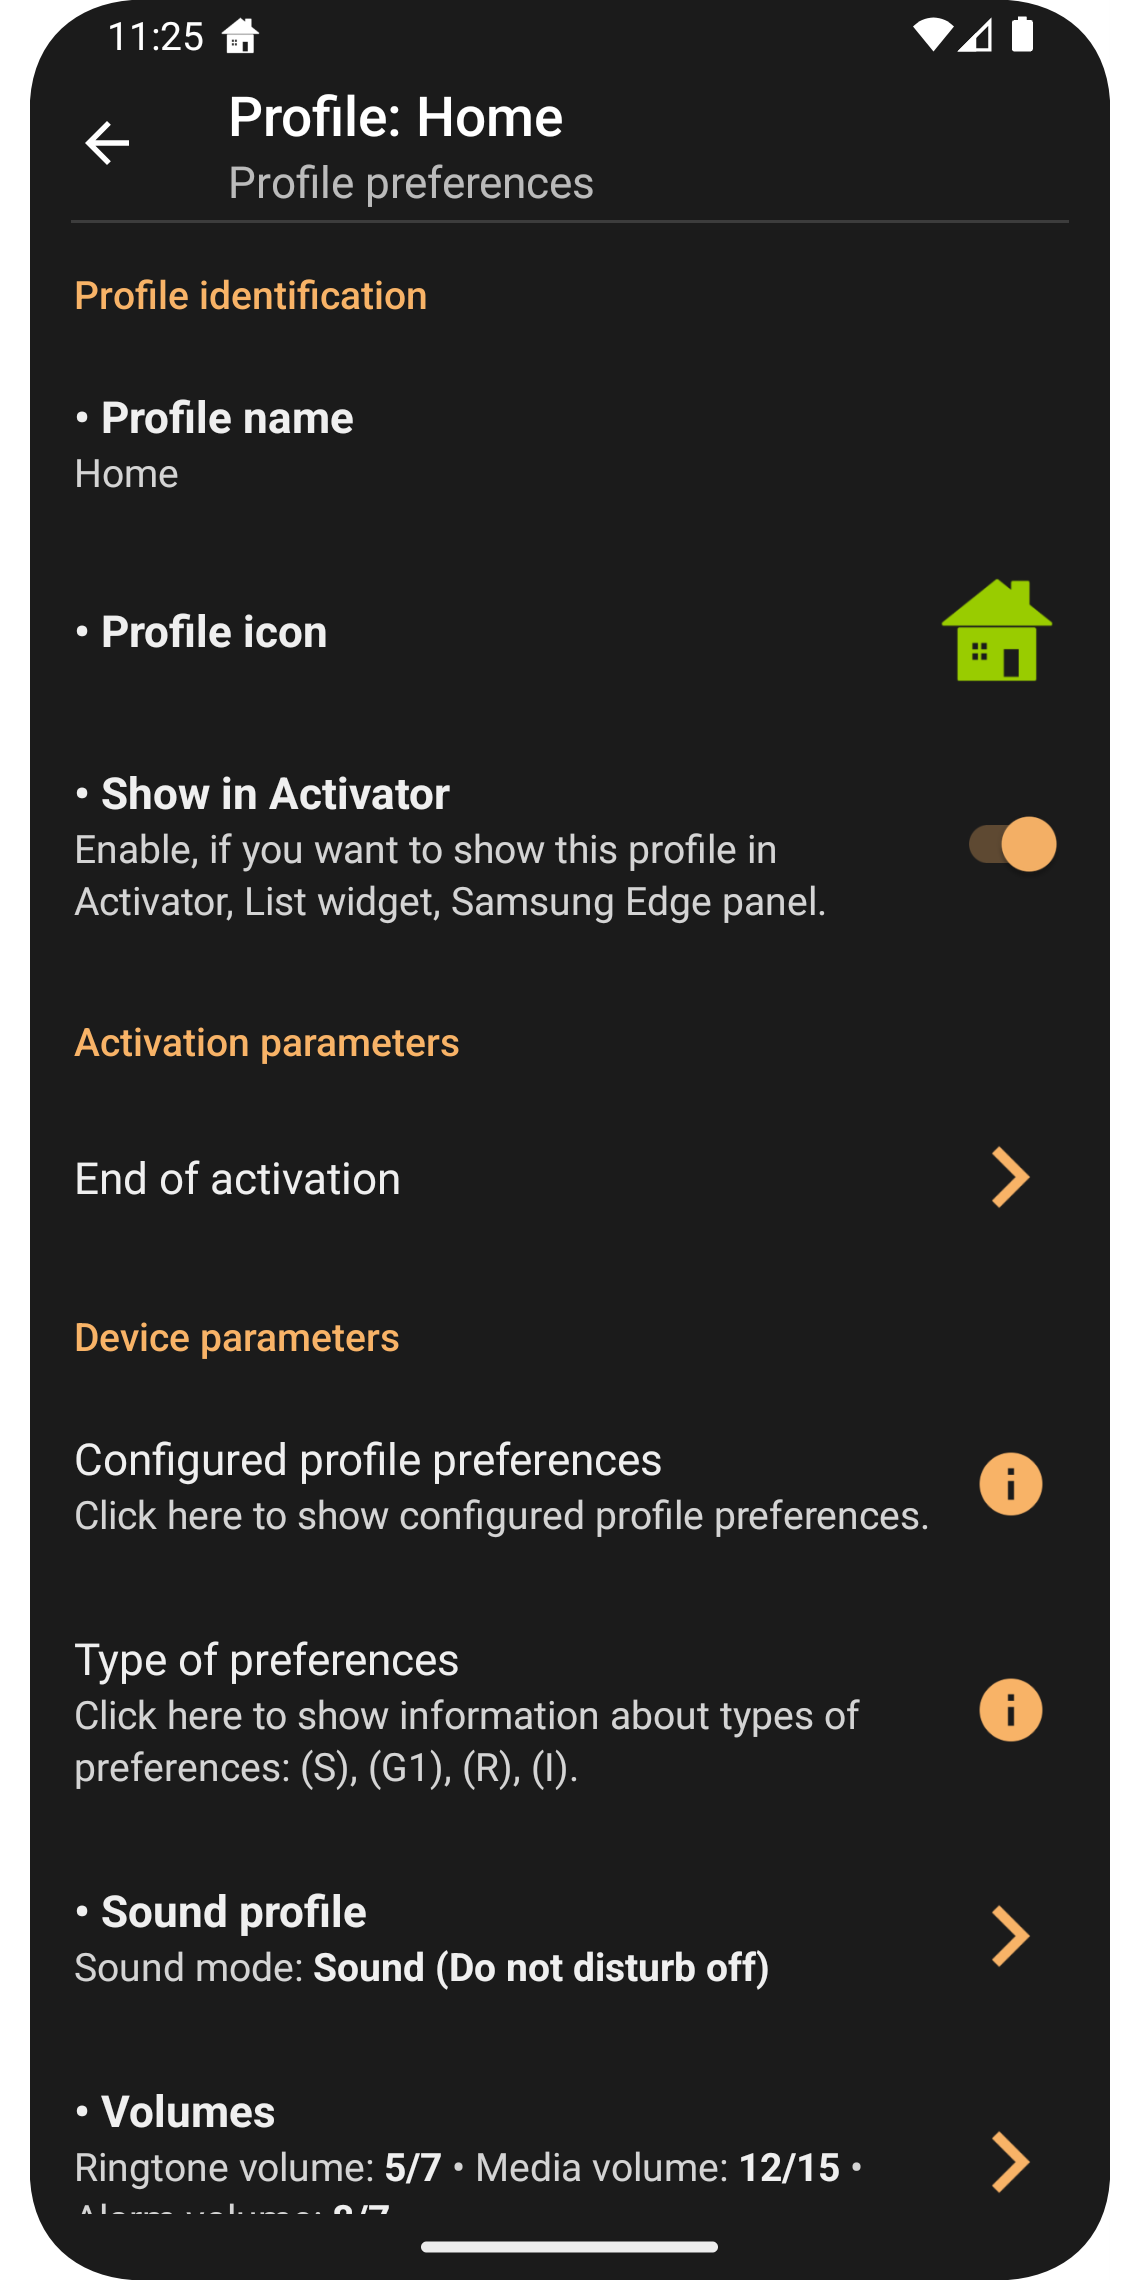 11:25
Profile: Home
Profile preferences
Profile identification
• Profile name
Home
• Profile icon
• Show in Activator
Enable, if you want to show this profile in
Activator, List widget, Samsung Edge panel.
Activation parameters
End of activation
Device parameters
Configured profile preferences
Click here to show configured profile preferences.
Type of preferences
Click here to show information about types of
preferences: (S), (G1), (R), (I).
• Sound profile
Sound mode: Sound (Do not disturb off)
• Volumes
Ringtone volume: 5/7 • Media volume: 12/15 •
Alarm volume: